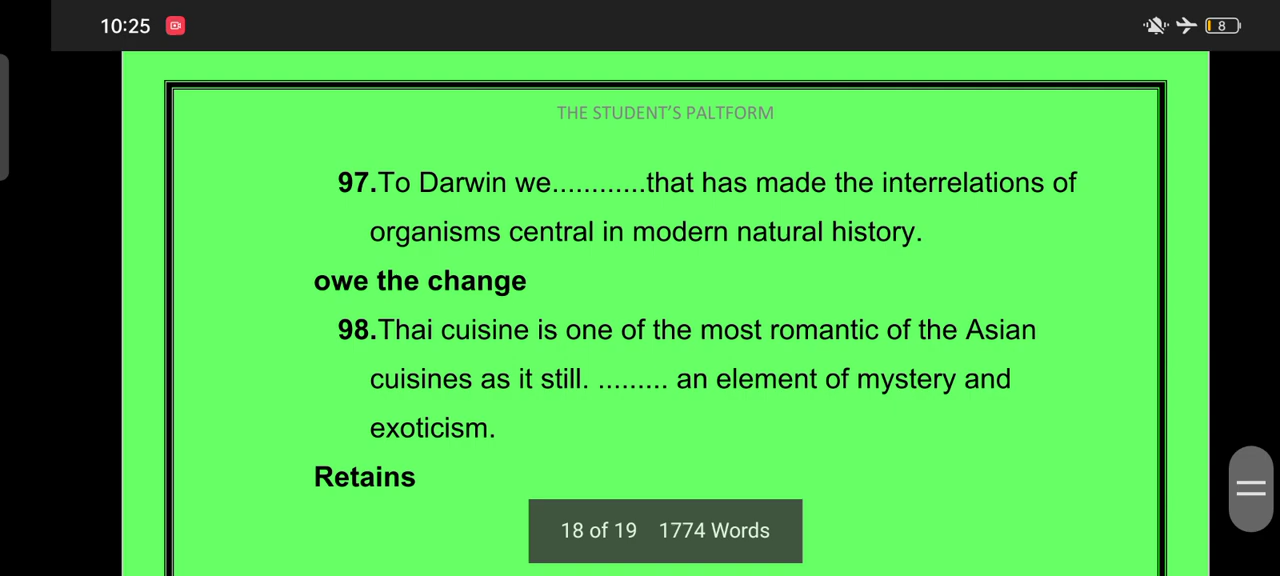 10:25
8
THE STUDENT'S PALTFORM
97.To Darwin we............that has made the interrelations of
organisms central in modern natural history.
owe the change
98.Thai cuisine is one of the most romantic of the Asian
cuisines as it still. ......... an element of mystery and
exoticism.
Retains
18 of 19 1774 Words